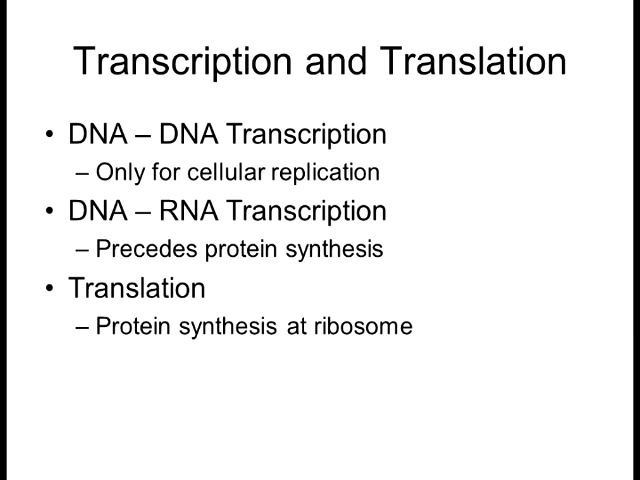 Transcription and Translation
• DNA – DNA Transcription
– Only for cellular replication
• DNA – RNA Transcription
– Precedes protein synthesis
• Translation
– Protein synthesis at ribosome